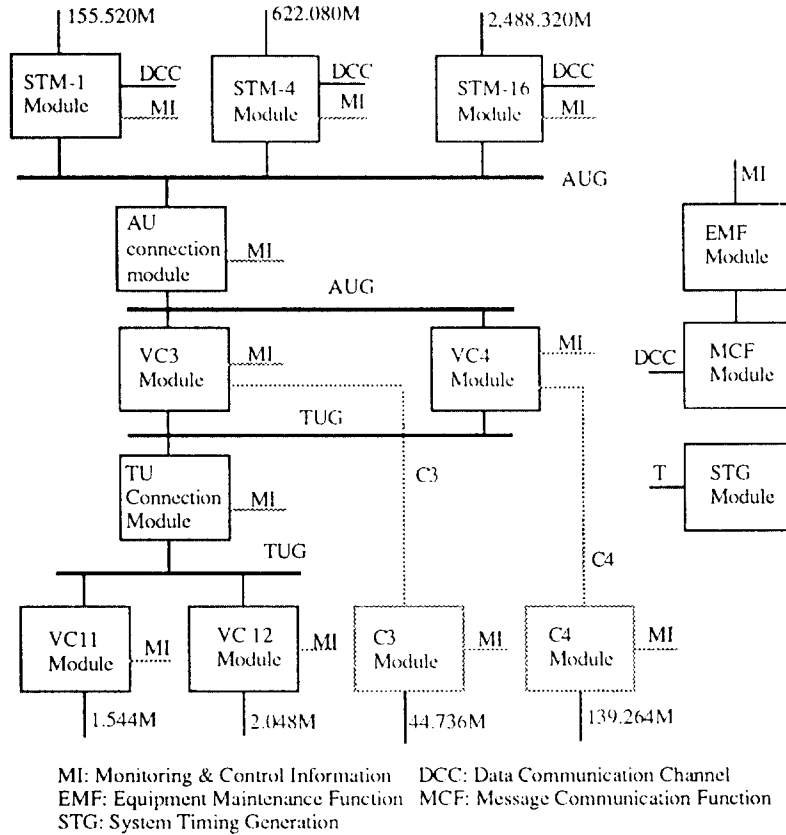 155.520M
622.080M
2,488.320M
STM-1
Module
DCC
MI
STM-4
Module
DCC
MI
STM-16
Module
DCC
MI
AUG
MI
AU
connection
module
MI
EMF
Module
AUG
VC3
Module
MI
VC4
Module
MI
DCC
MCF
Module
TUG
TU
Connection
Module
MI
C3
T
STG
Module
TUG
C4
VC11
Module
MI
VC 12
Module
MI
C3
Module
MI
C4
Module
MI
1.544M
2.048M
44.736M
139.264M
MI: Monitoring & Control Information DCC: Data Communication Channel
EMF: Equipment Maintenance Function MCF: Message Communication Function
STG: System Timing Generation